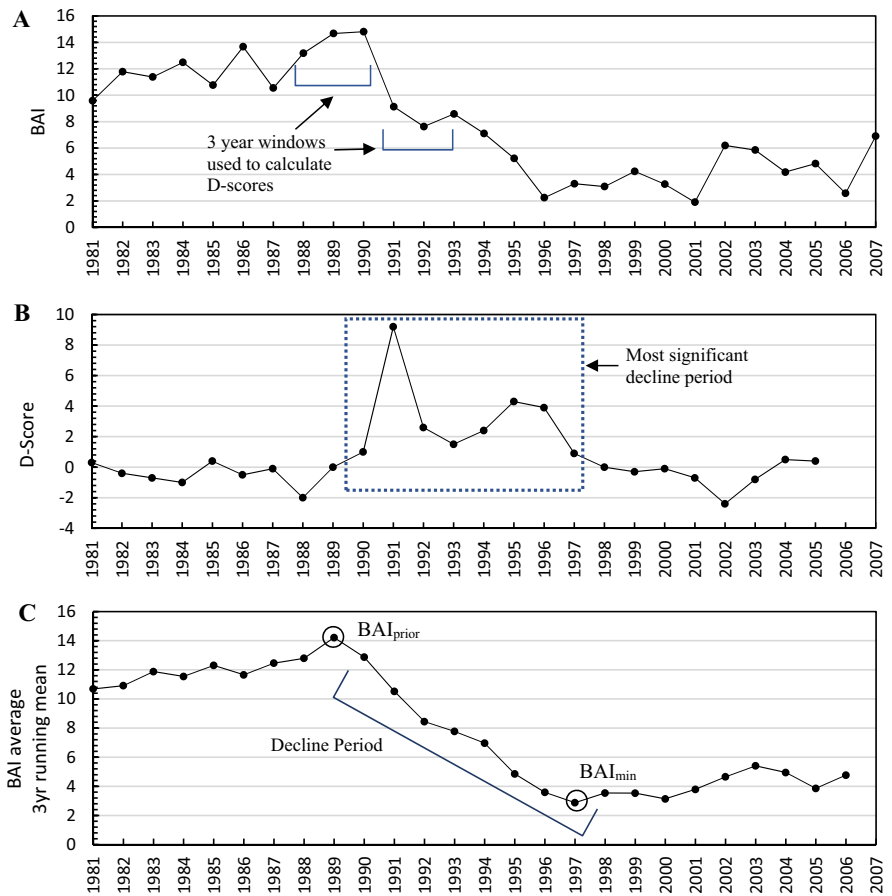 A
16
14
12
10
8
6
4
2
0
BAI
3 year windows
used to calculate
D-scores
1981 1982 1983 1984 1985 1986 1987 1988 1989 1990 1991 1992 1993 1994 1995 1996 1997 1998 1999 2000 2001 2002 2003 2004 2005 2006 2007
B
10
8
6
4
2
0
-2
-4
D-Score
Most significant
decline period
1981 1982 1983 1984 1985 1986 1987 1988 1989 1990 1991 1992 1993 1994 1995 1996 1997 1998 1999 2000 2001 2002 2003 2004 2005 2006 2007
C
16
14
12
10
8
6
4
2
0
BAI average
3yr running mean
BAIprior
Decline Period
BAImin
1981 1982 1983 1984 1985 1986 1987 1988 1989 1990 1991 1992 1993 1994 1995 1996 1997 1998 1999 2000 2001 2002 2003 2004 2005 2006 2007